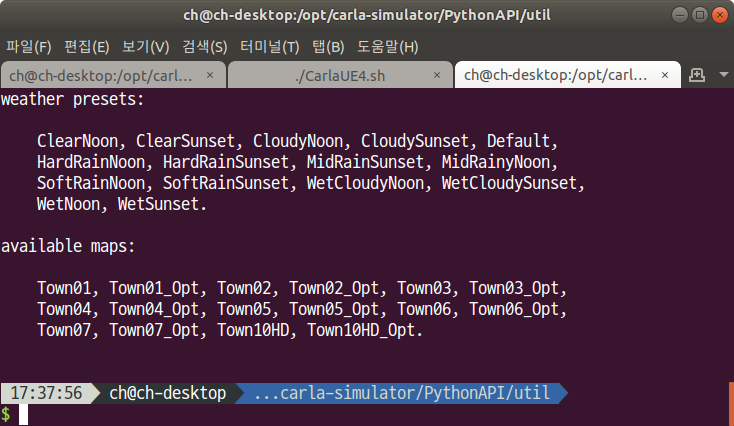 ch@ch-desktop:/opt/carla-simulator/PythonAPI/util
파일(F) 편집(E) 보기(V) 검색(S) 터미널(T) 탭(B) 도움말(H)
ch@ch-desktop:/opt/carl... × ./CarlaUE4.sh × ch@ch-desktop:/opt/carl... ×
weather presets:
ClearNoon, ClearSunset, CloudyNoon, CloudySunset, Default,
HardRainNoon, HardRainSunset, MidRainSunset, MidRainyNoon,
SoftRainNoon, SoftRainSunset, WetCloudyNoon, WetCloudySunset,
WetNoon, WetSunset.
available maps:
Town01, Town01_Opt, Town02, Town02_Opt, Town03, Town03_Opt,
Town04, Town04_Opt, Town05, Town05_Opt, Town06, Town06_Opt,
Town07, Town07_Opt, Town10HD, Town10HD_Opt.
17:37:56 ch@ch-desktop ...carla-simulator/PythonAPI/util
$